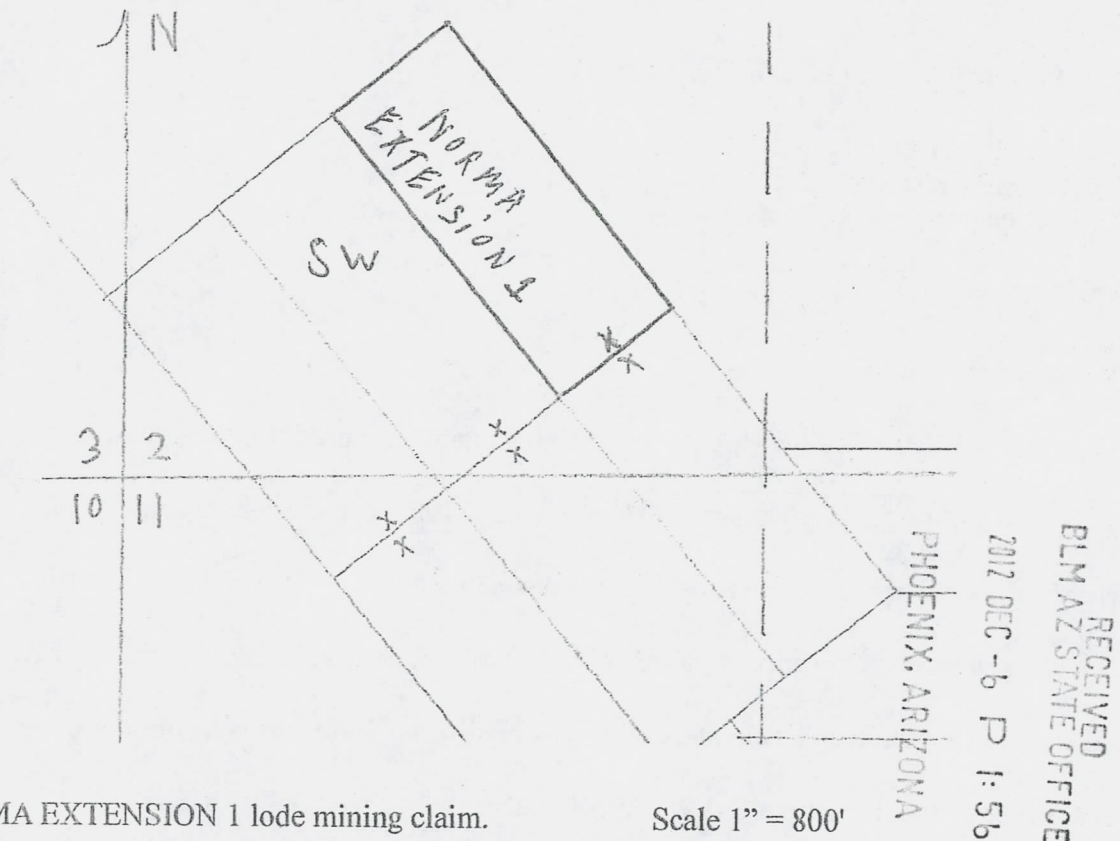 N
NORMA
EXTENSION 1
SW
3 2
10 11
MA EXTENSION 1 lode mining claim.
Scale 1” = 800'
RECEIVED
BLM AZ STATE OFFICE
2012 DEC -6 P 1:56
PHOENIX, ARIZONA